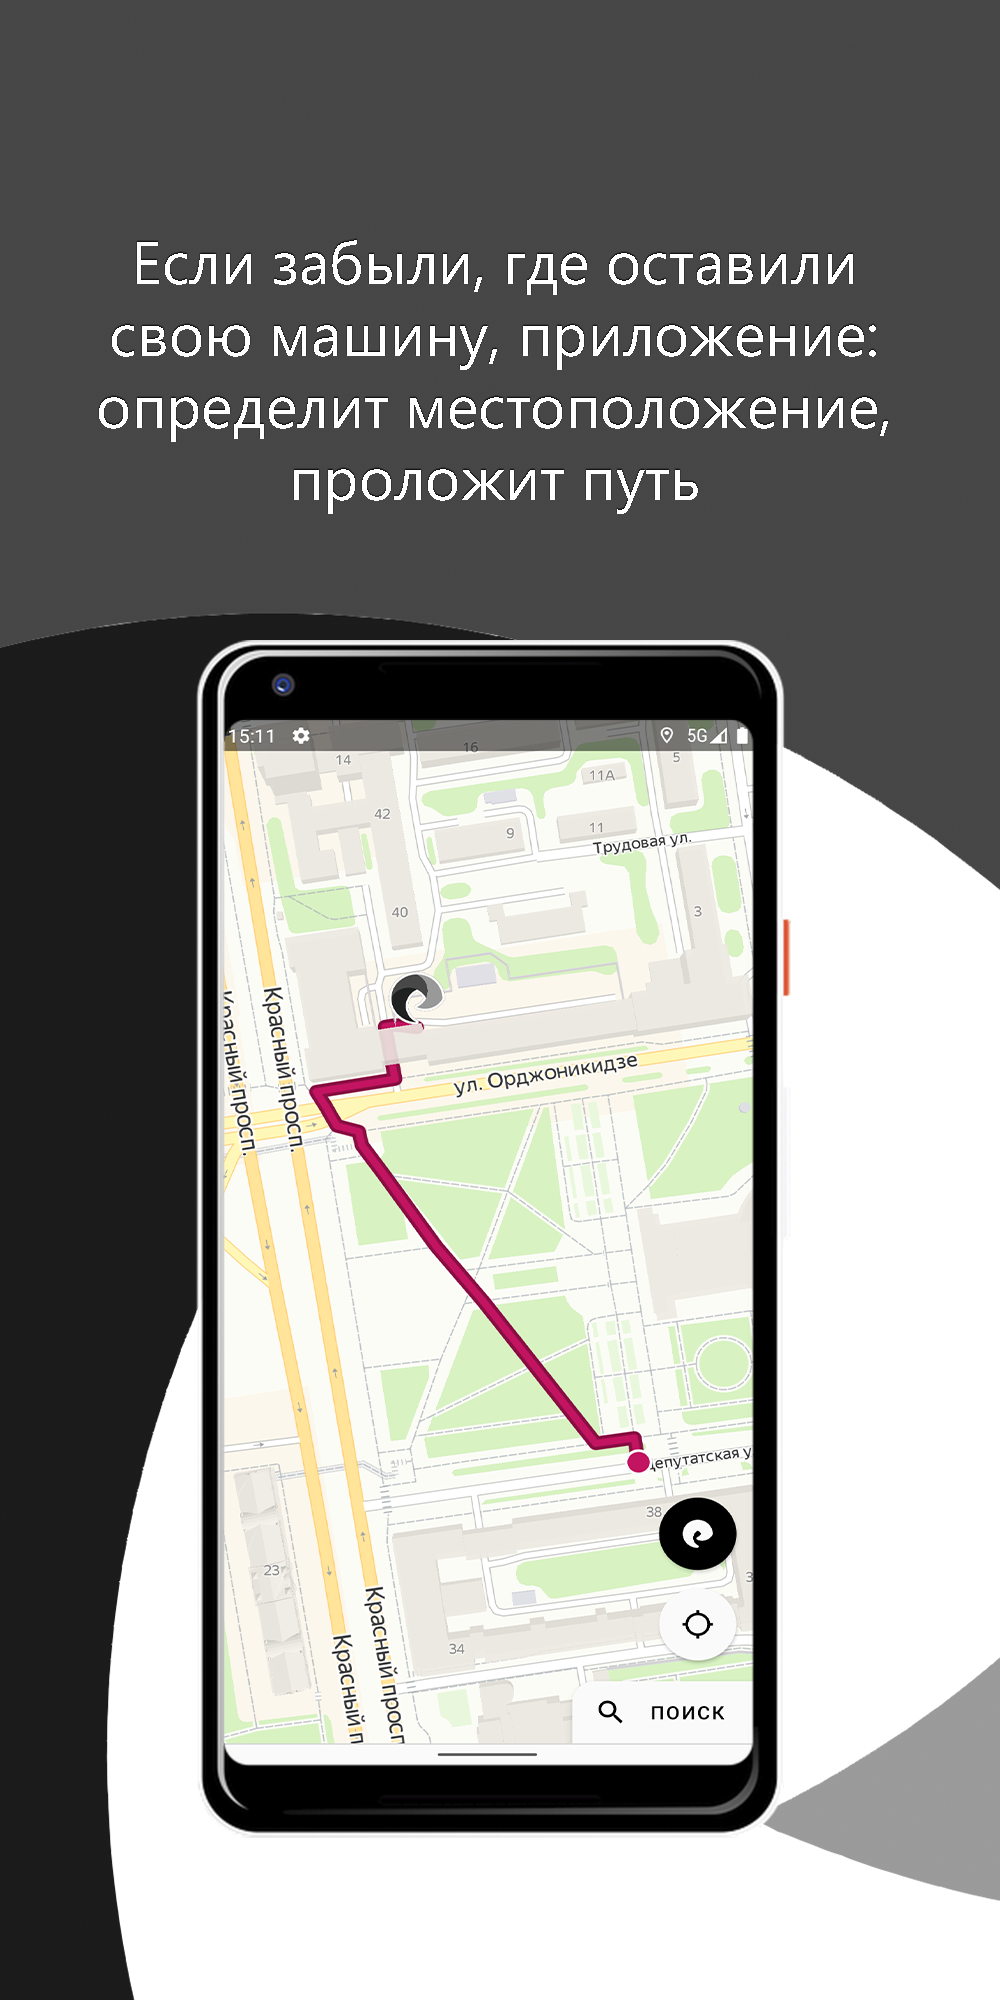 Если забыли, где оставили
свою машину, приложение:
определит местоположение,
проложит путь
15:11
5G
14
16
5
11А
42
9
11
Трудовая ул.
40
3
Красный просп.
Красный просп.
ул. Орджоникидзе
депутатская у
38
23
34
3
Красный просп
Красный п
ПОИСК